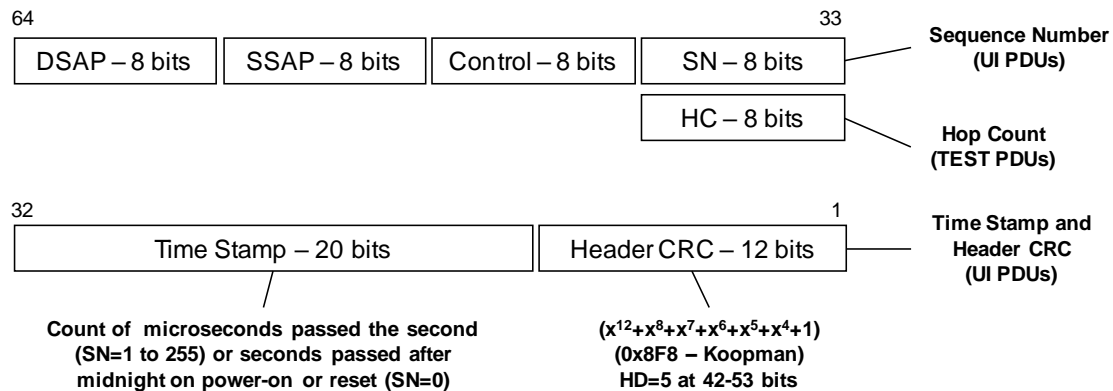 64 33
DSAP – 8 bits SSAP – 8 bits Control – 8 bits SN – 8 bits
Sequence Number
(UI PDUs)
HC – 8 bits
Hop Count
(TEST PDUs)
32 1
Time Stamp – 20 bits Header CRC – 12 bits
Time Stamp and
Header CRC
(UI PDUs)
Count of microseconds passed the second
(SN=1 to 255) or seconds passed after
midnight on power-on or reset (SN=0)
(x¹²+x⁸+x⁷+x⁶+x⁵+x⁴+1)
(0x8F8 – Koopman)
HD=5 at 42-53 bits